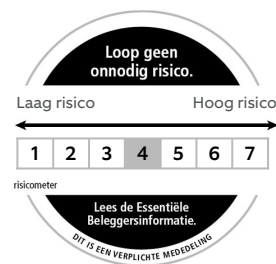 Loop geen
onnodig risico.
Laag risico Hoog risico
1 2 3 4 5 6 7
risicometer
Lees de Essentiële
Beleggersinformatie.
DIT IS EEN VERPLICHTE MEDEDELING